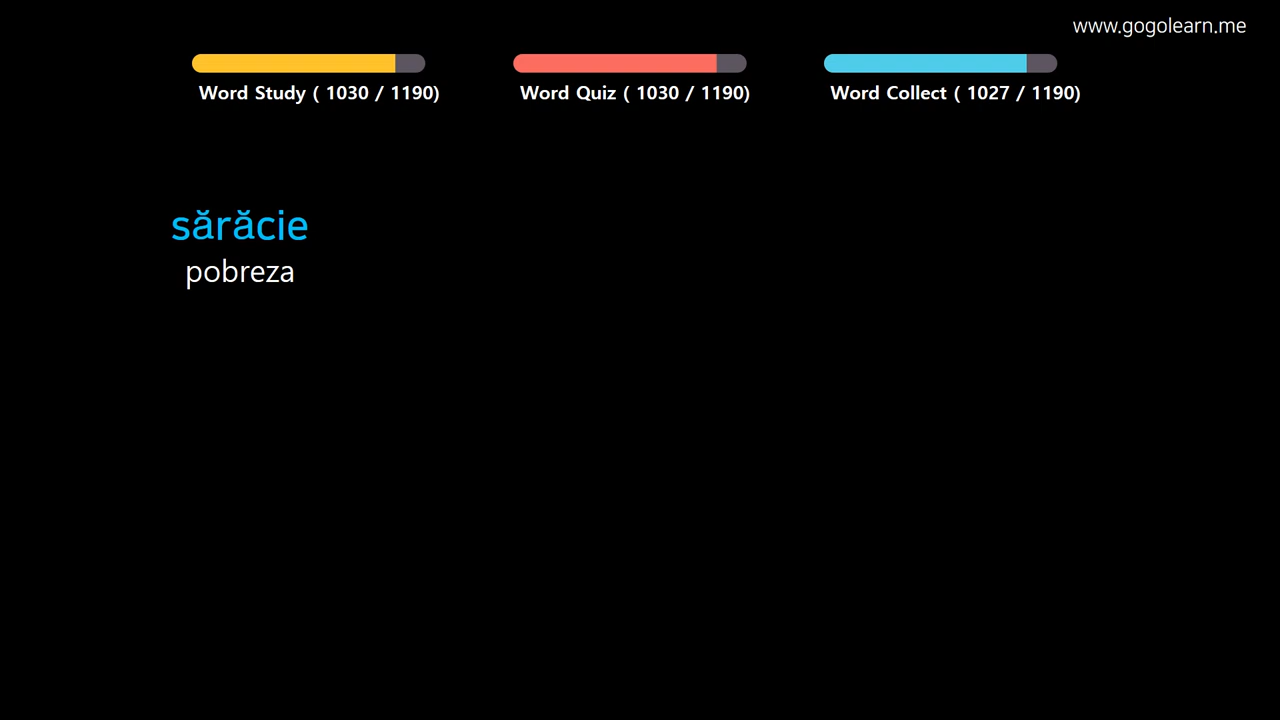 www.gogolearn.me
Word Study ( 1030 / 1190)
Word Quiz ( 1030 / 1190)
Word Collect ( 1027 / 1190)
sărăcie
pobreza